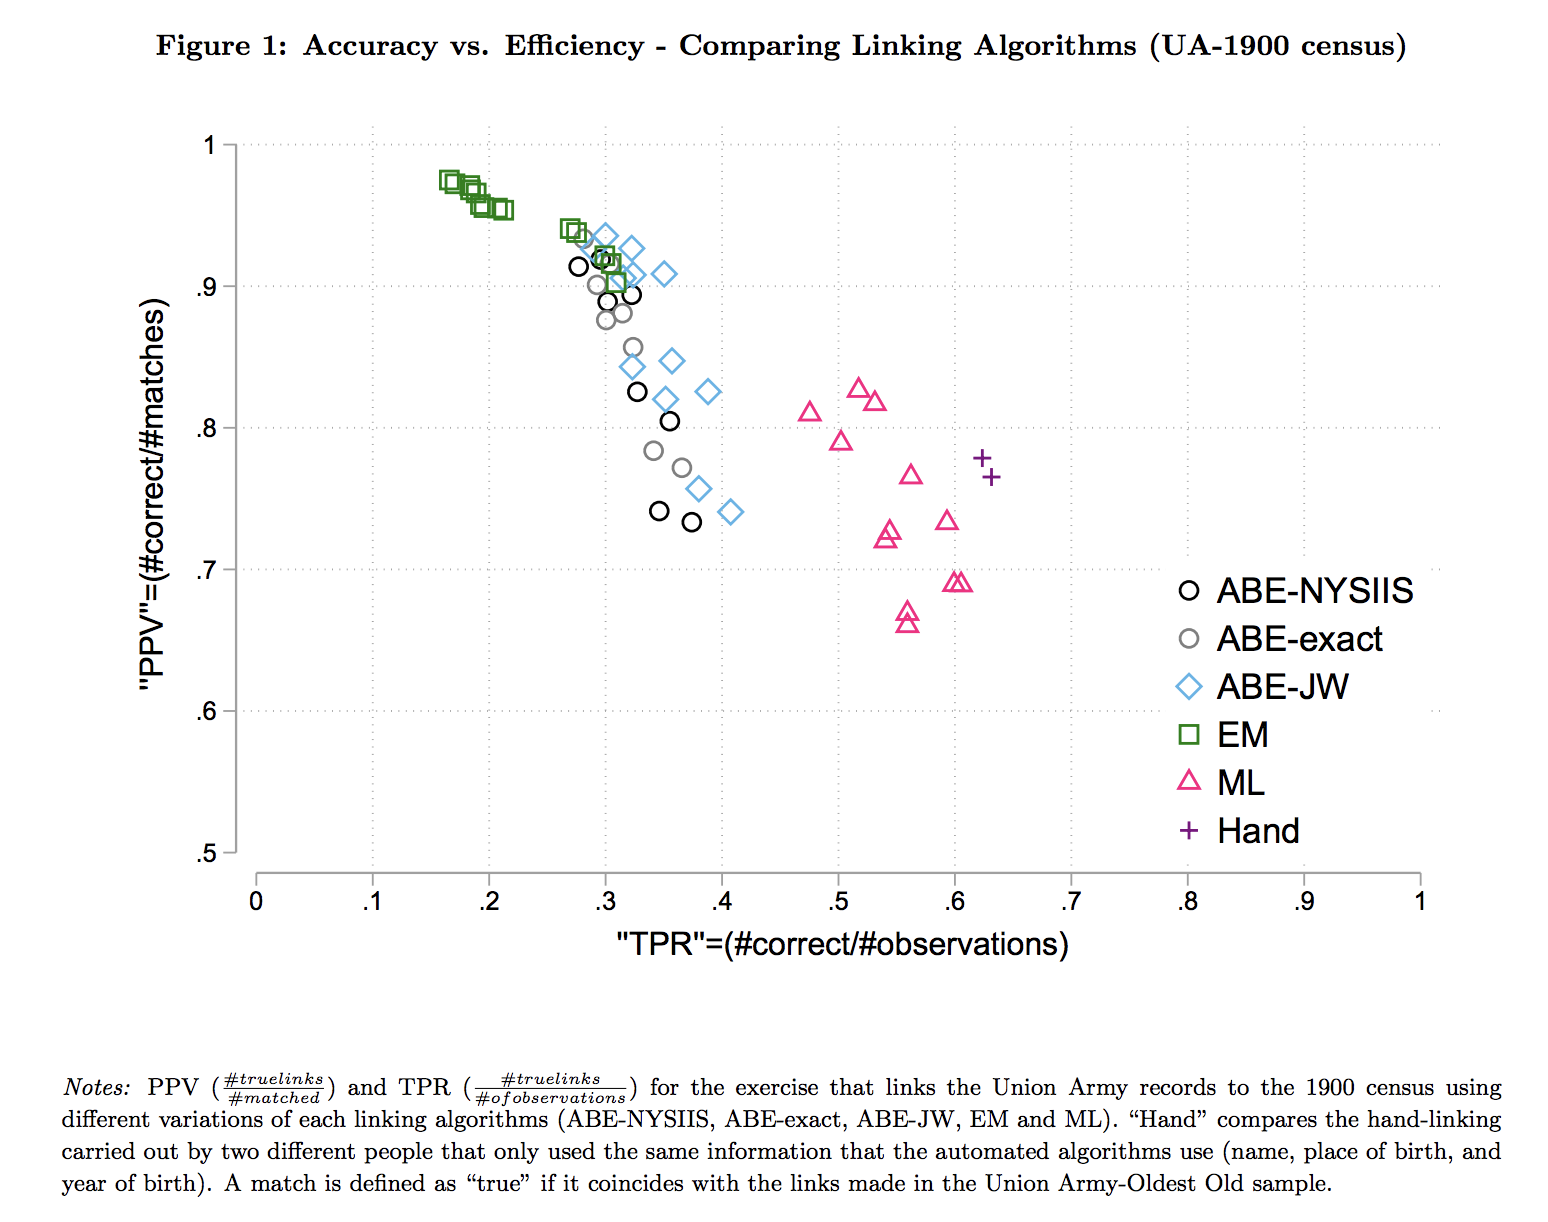 Figure 1: Accuracy vs. Efficiency - Comparing Linking Algorithms (UA-1900 census)
1
.9
.8
.7
.6
.5
"PPV"=(#correct/#matches)
0 .1 .2 .3 .4 .5 .6 .7 .8 .9 1
"TPR"=(#correct/#observations)
ABE-NYSIIS
ABE-exact
ABE-JW
EM
ML
Hand
Notes: PPV (#truelinks/#matched) and TPR (#truelinks/#ofobservations) for the exercise that links the Union Army records to the 1900 census using
different variations of each linking algorithms (ABE-NYSIIS, ABE-exact, ABE-JW, EM and ML). “Hand” compares the hand-linking
carried out by two different people that only used the same information that the automated algorithms use (name, place of birth, and
year of birth). A match is defined as “true” if it coincides with the links made in the Union Army-Oldest Old sample.